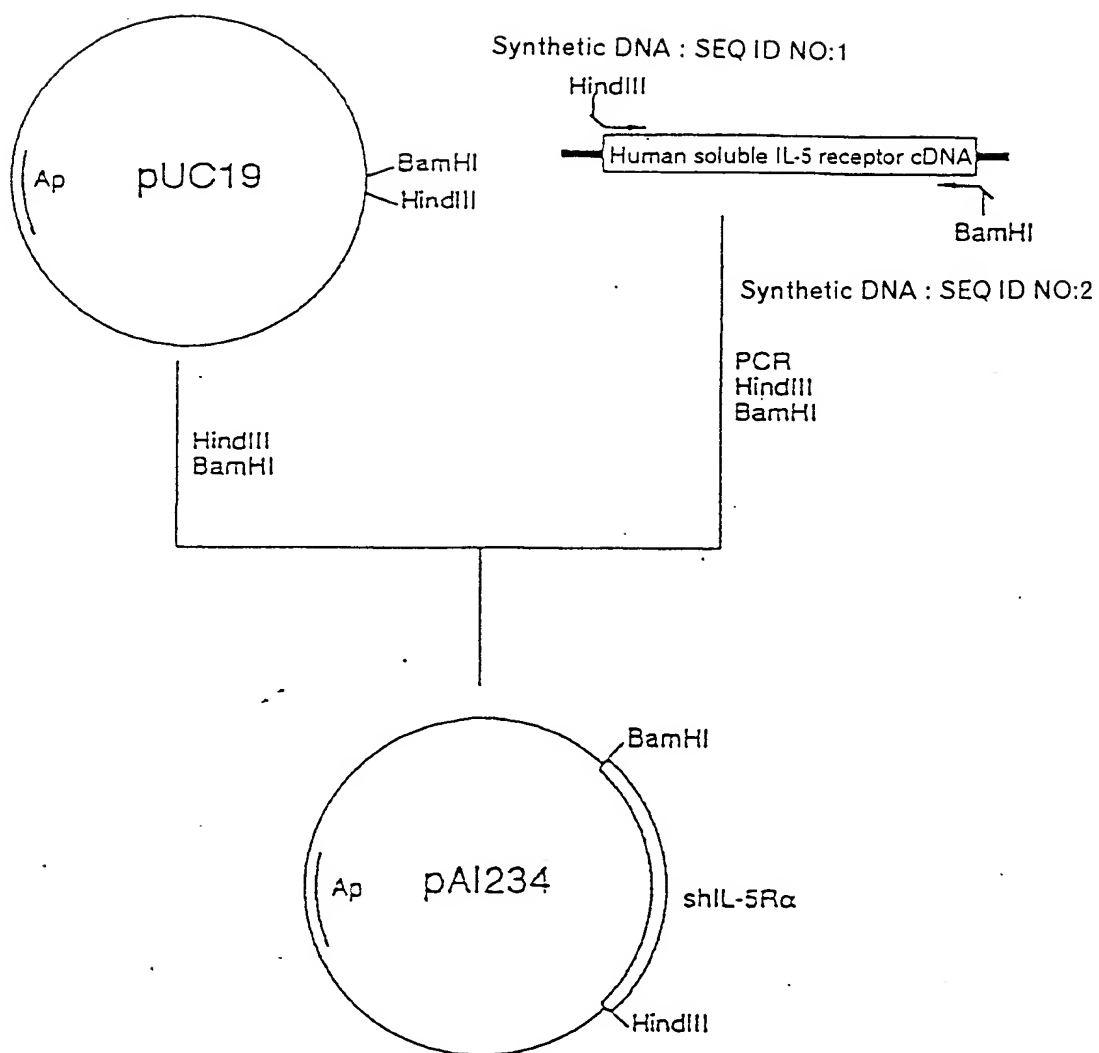 Synthetic DNA : SEQ ID NO:1
HindIII
Human soluble IL-5 receptor cDNA
BamHI
Synthetic DNA : SEQ ID NO:2
Ap
pUC19
BamHI
HindIII
HindIII
BamHI
PCR
HindIII
BamHI
BamHI
Ap
pAI234
shIL-5Rα
HindIII